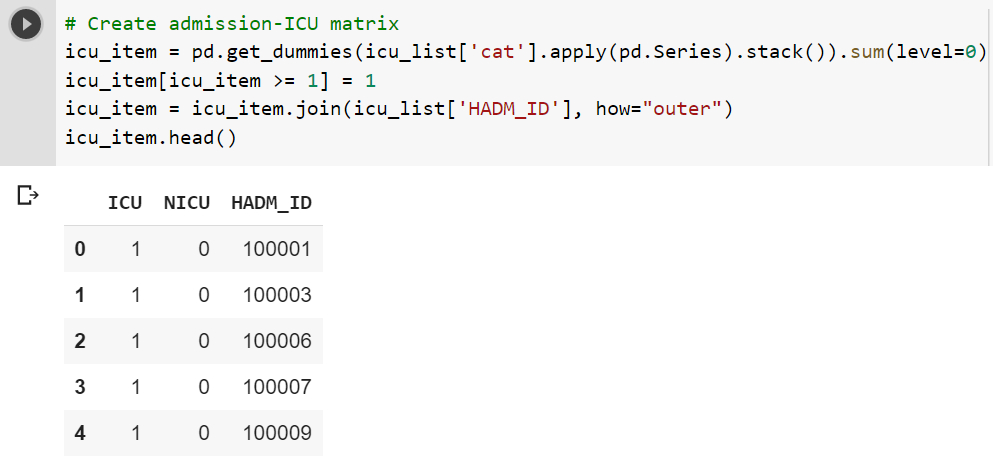 # Create admission-ICU matrix
icu_item = pd.get_dummies(icu_list['cat'].apply(pd.Series).stack()).sum(level=0)
icu_item[icu_item >= 1] = 1
icu_item = icu_item.join(icu_list['HADM_ID'], how="outer")
icu_item.head()
ICU NICU HADM_ID
0 1 0 100001
1 1 0 100003
2 1 0 100006
3 1 0 100007
4 1 0 100009